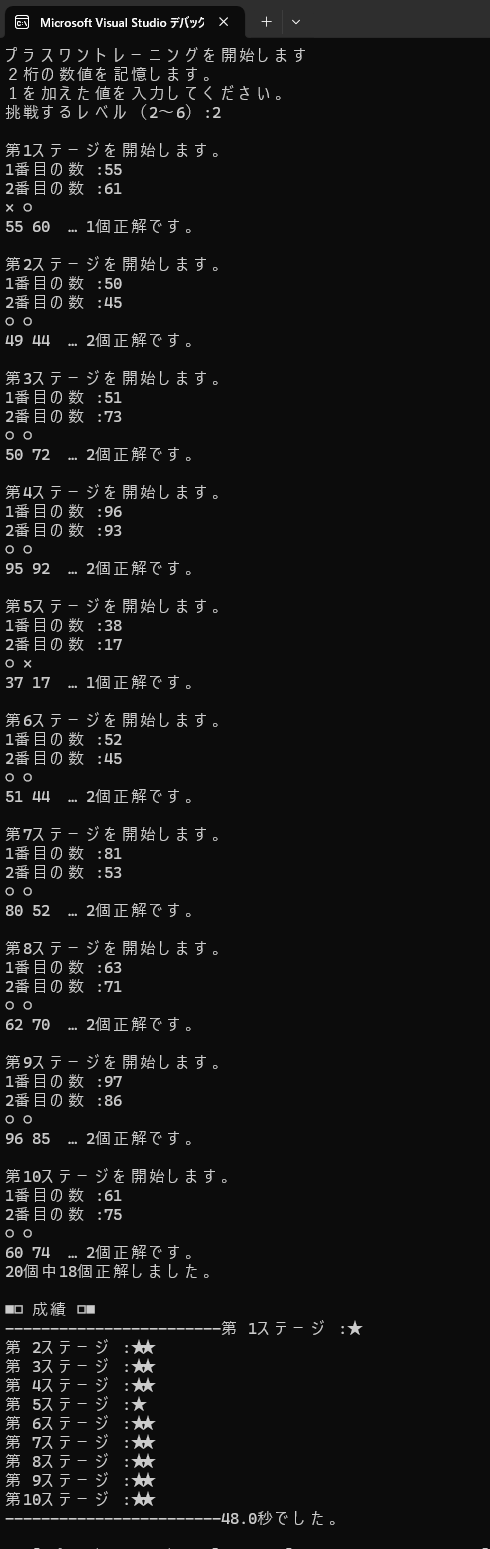 Microsoft Visual Studio デバック
プラスワントレーニングを開始します
２桁の数値を記憶します。
１を加えた値を入力してください。
挑戦するレベル（2～6）:2
第1ステージを開始します。
1番目の数 :55
2番目の数 :61
× ○
55 60 … 1個正解です。
第2ステージを開始します。
1番目の数 :50
2番目の数 :45
○ ○
49 44 … 2個正解です。
第3ステージを開始します。
1番目の数 :51
2番目の数 :73
○ ○
50 72 … 2個正解です。
第4ステージを開始します。
1番目の数 :96
2番目の数 :93
○ ○
95 92 … 2個正解です。
第5ステージを開始します。
1番目の数 :38
2番目の数 :17
○ ×
37 17 … 1個正解です。
第6ステージを開始します。
1番目の数 :52
2番目の数 :45
○ ○
51 44 … 2個正解です。
第7ステージを開始します。
1番目の数 :81
2番目の数 :53
○ ○
80 52 … 2個正解です。
第8ステージを開始します。
1番目の数 :63
2番目の数 :71
○ ○
62 70 … 2個正解です。
第9ステージを開始します。
1番目の数 :97
2番目の数 :86
○ ○
96 85 … 2個正解です。
第10ステージを開始します。
1番目の数 :61
2番目の数 :75
○ ○
60 74 … 2個正解です。
20個中18個正解しました。
■□ 成績 □■
------------------------第 1ステージ :★
第 2ステージ :★★
第 3ステージ :★★
第 4ステージ :★★
第 5ステージ :★
第 6ステージ :★★
第 7ステージ :★★
第 8ステージ :★★
第 9ステージ :★★
第10ステージ :★★
------------------------48.0秒でした。